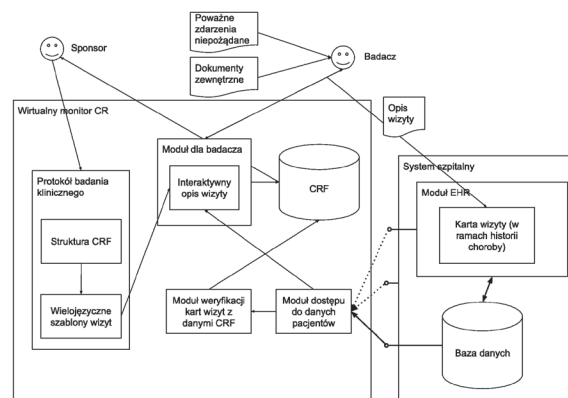 Poważne
zdarzenia
niepożądane
Sponsor
Badacz
Dokumenty
zewnętrzne
Wirtualny monitor CR
Opis
wizyty
Moduł dla badacza
System szpitalny
Protokół badania
klinicznego
Interaktywny
opis wizyty
CRF
Moduł EHR
Struktura CRF
Karta wizyty (w
ramach historii
choroby)
Wielojęzyczne
szablony wizyt
Moduł weryfikacji
kart wizyt z
danymi CRF
Moduł dostępu
do danych
pacjentów
Baza danych